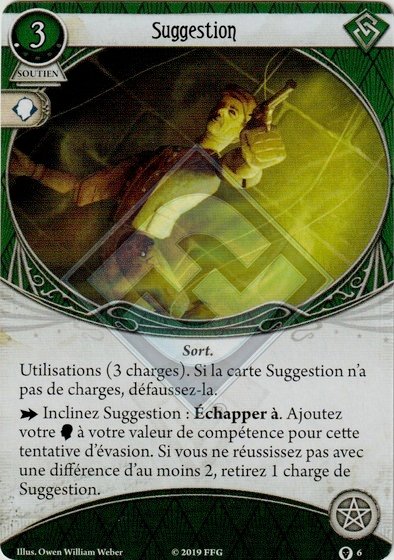 3
Suggestion
SOUTIEN
Sort.
Utilisations (3 charges). Si la carte Suggestion n'a
pas de charges, défaussez-la.
Inclinez Suggestion : Échapper à. Ajoutez
votre à votre valeur de compétence pour cette
tentative d'évasion. Si vous ne réussissez pas avec
une différence d'au moins 2, retirez 1 charge de
Suggestion.
Illus. Owen William Weber
© 2019 FFG
6